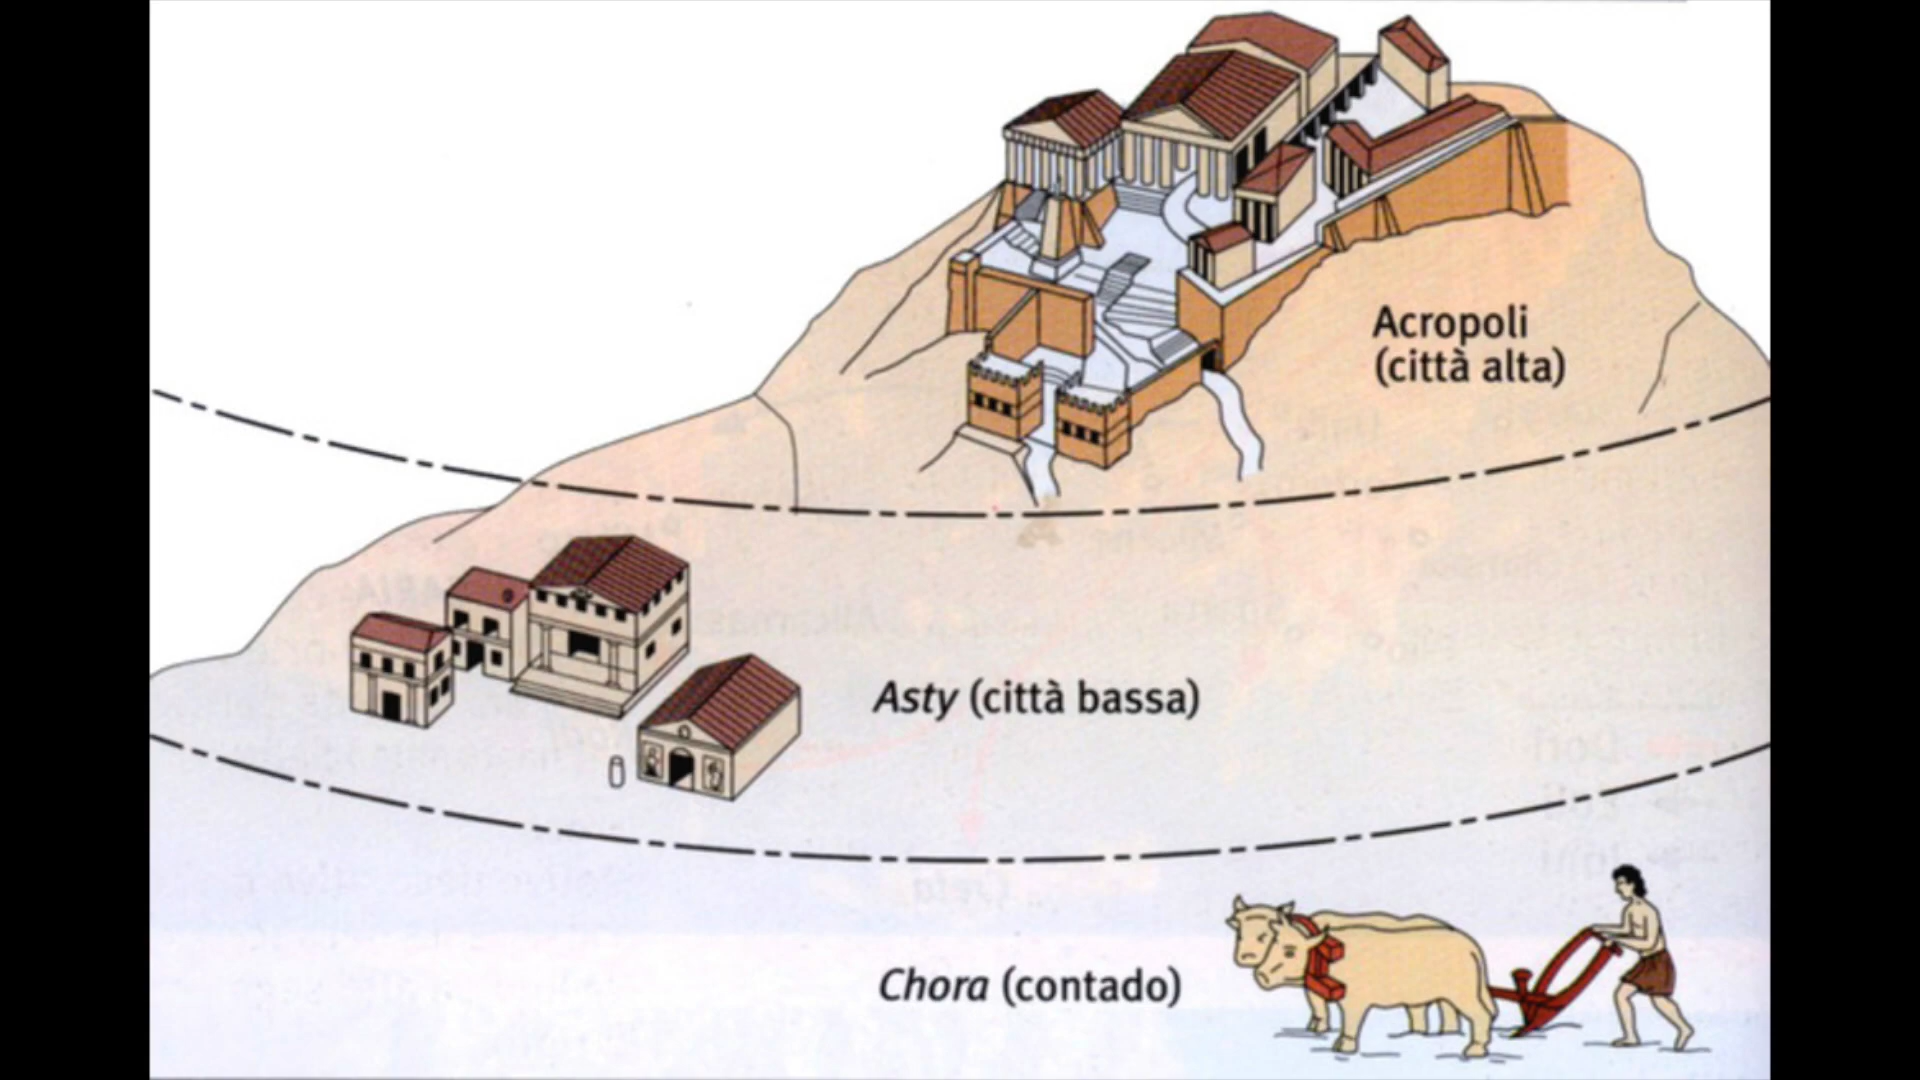 Acropoli
(città alta)
Asty (città bassa)
Chora (contado)